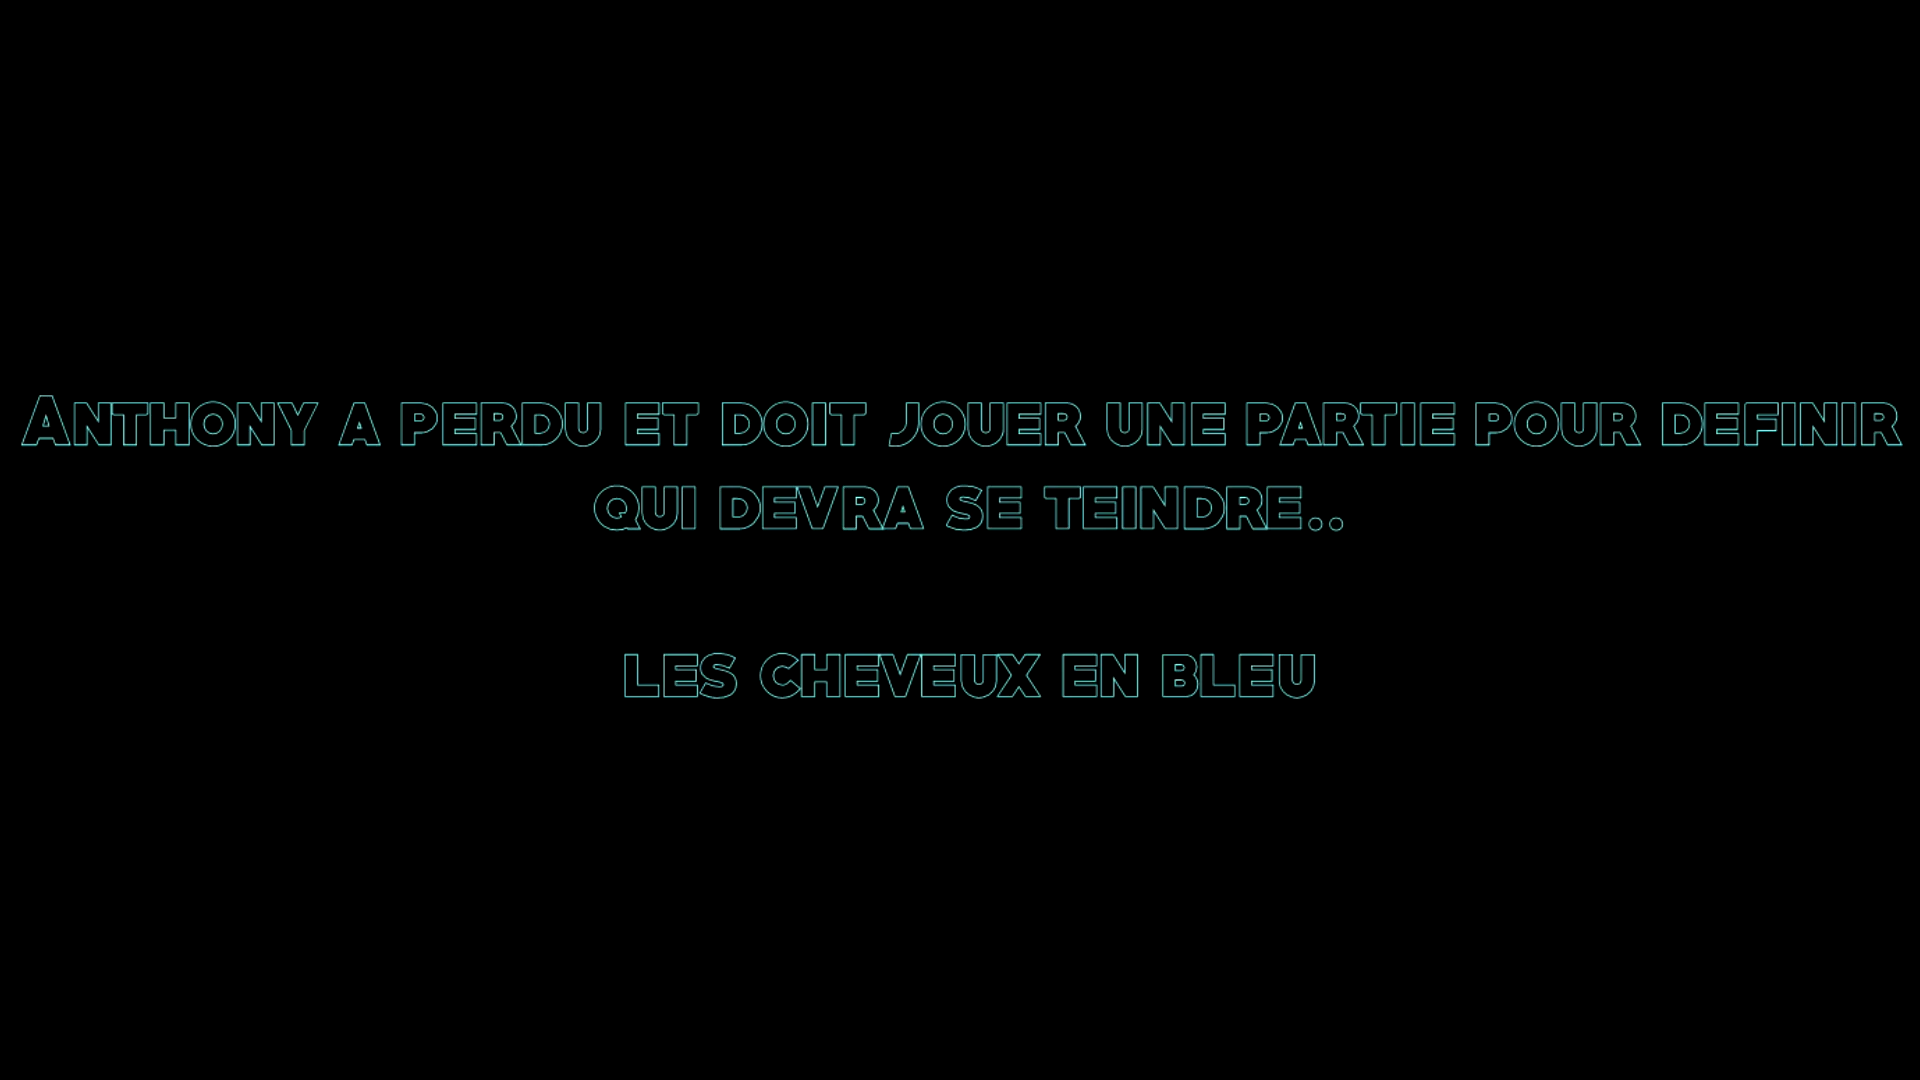 Anthony a perdu et doit jouer une partie pour definir
qui devra se teindre..
les cheveux en bleu